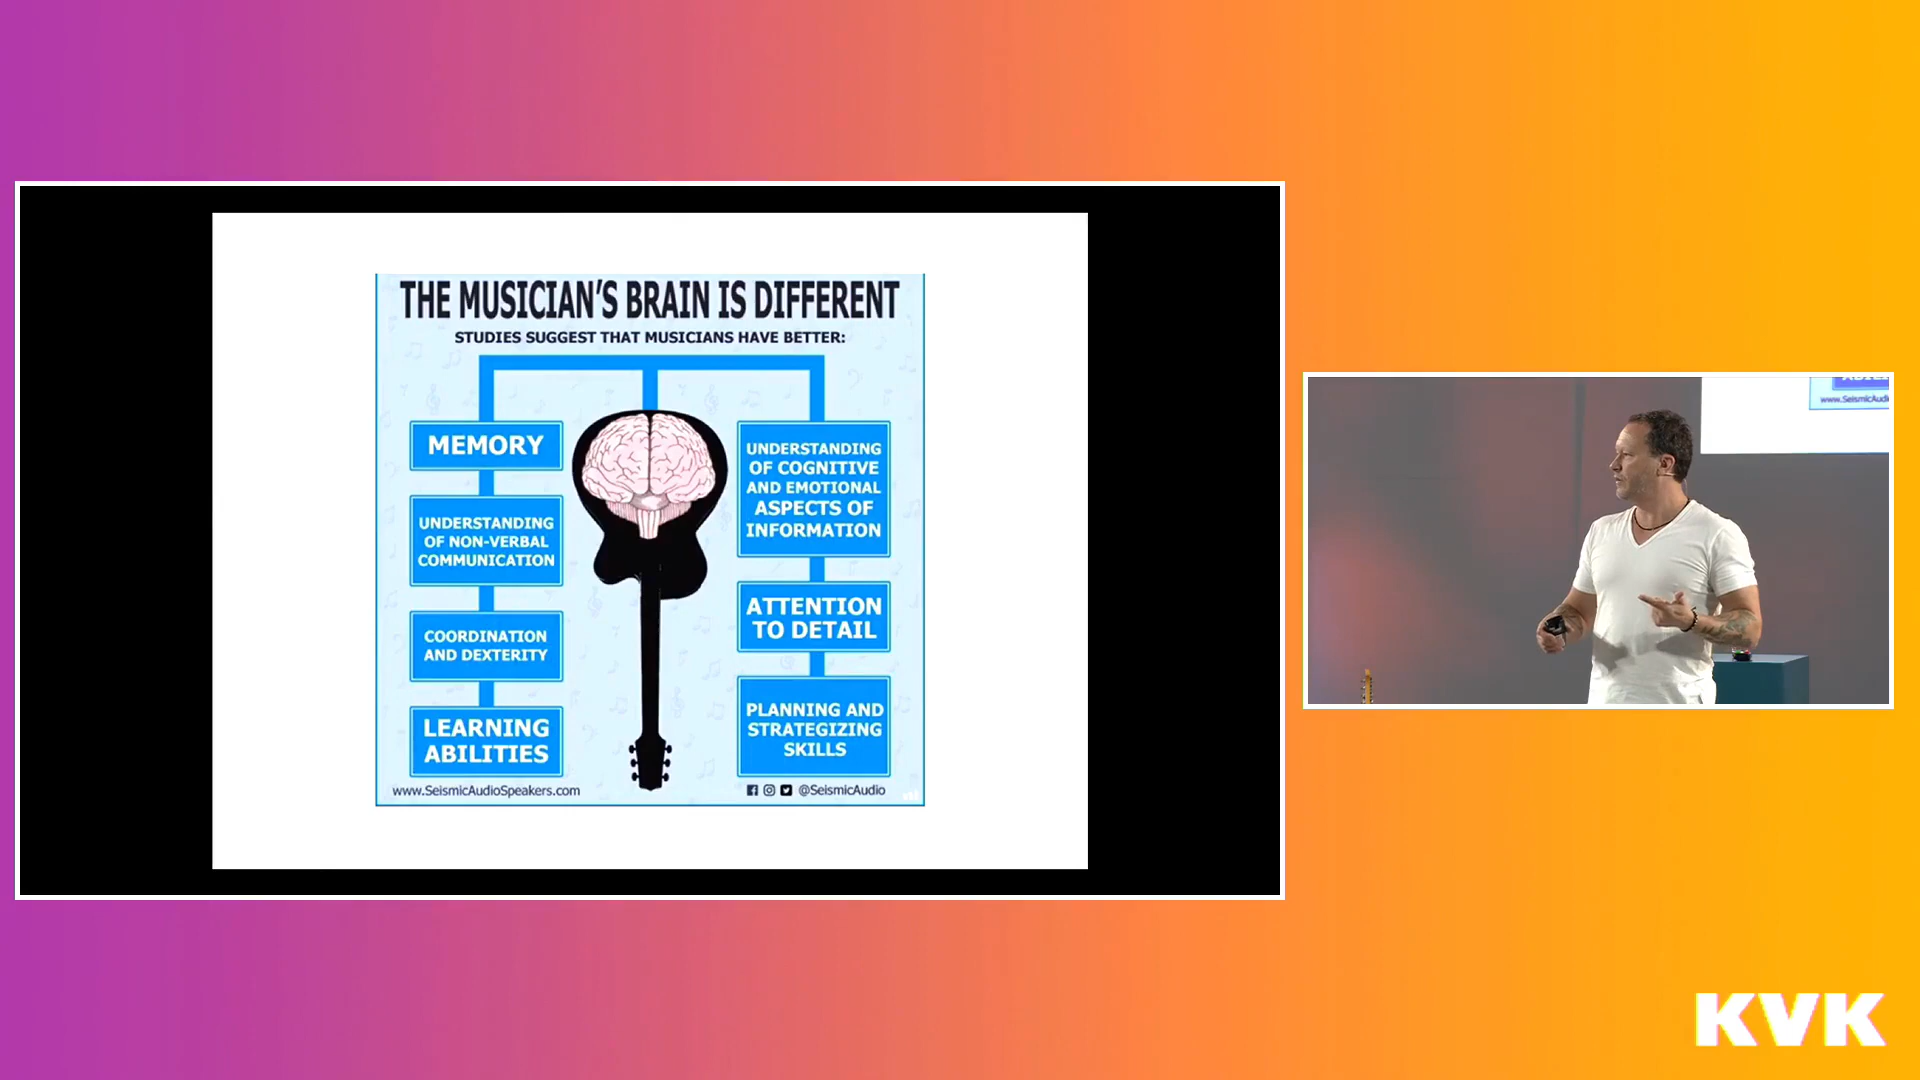 THE MUSICIAN'S BRAIN IS DIFFERENT
STUDIES SUGGEST THAT MUSICIANS HAVE BETTER:
MEMORY
UNDERSTANDING
OF NON-VERBAL
COMMUNICATION
COORDINATION
AND DEXTERITY
LEARNING
ABILITIES
UNDERSTANDING
OF COGNITIVE
AND EMOTIONAL
ASPECTS OF
INFORMATION
ATTENTION
TO DETAIL
PLANNING AND
STRATEGIZING
SKILLS
www.SeismicAudioSpeakers.com
@SeismicAudio
www.SeismicAudi
KVK